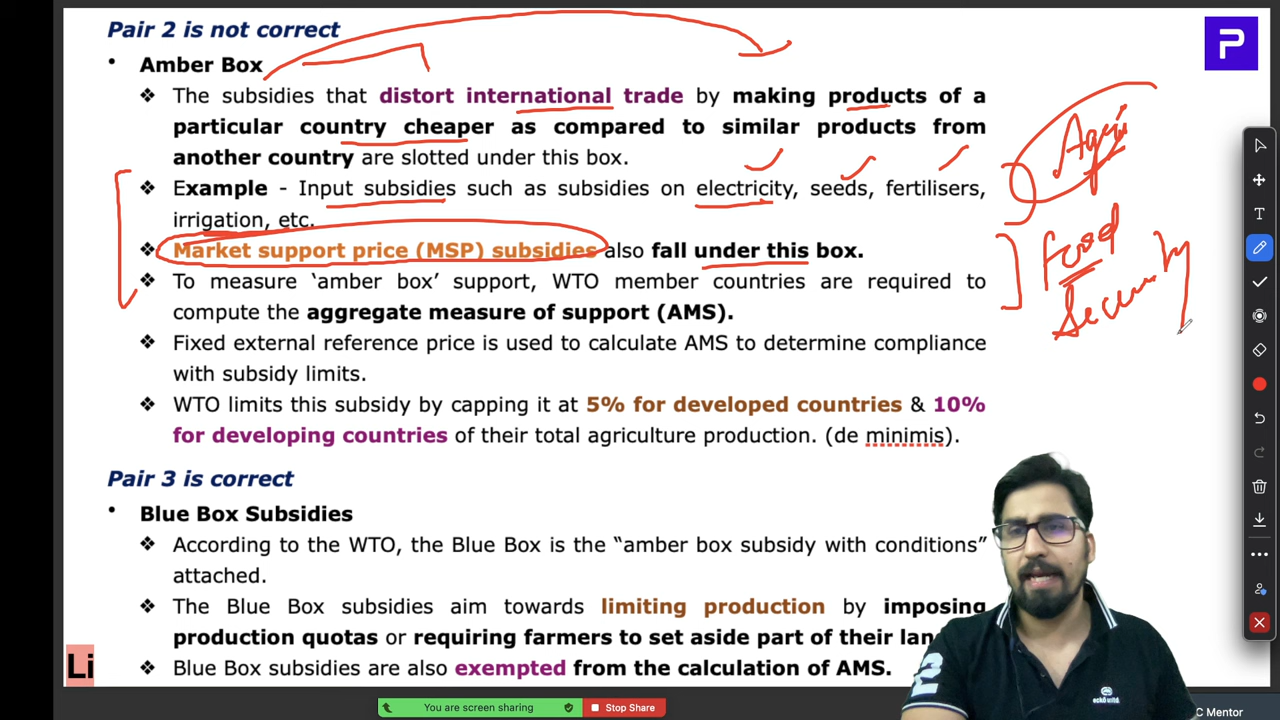 Pair 2 is not correct
• Amber Box
❖ The subsidies that distort international trade by making products of a
particular country cheaper as compared to similar products from
another country are slotted under this box.
❖ Example - Input subsidies such as subsidies on electricity, seeds, fertilisers,
irrigation, etc.
❖ Market support price (MSP) subsidies also fall under this box.
❖ To measure ‘amber box’ support, WTO member countries are required to
compute the aggregate measure of support (AMS).
❖ Fixed external reference price is used to calculate AMS to determine compliance
with subsidy limits.
❖ WTO limits this subsidy by capping it at 5% for developed countries & 10%
for developing countries of their total agriculture production. (de minimis).
Pair 3 is correct
• Blue Box Subsidies
❖ According to the WTO, the Blue Box is the “amber box subsidy with conditions”
attached.
❖ The Blue Box subsidies aim towards limiting production by imposing
production quotas or requiring farmers to set aside part of their
❖ Blue Box subsidies are also exempted from the calculation of AMS.
P
Agri
Food
Security
T
Li
2
You are screen sharing
Stop Share
C Mentor